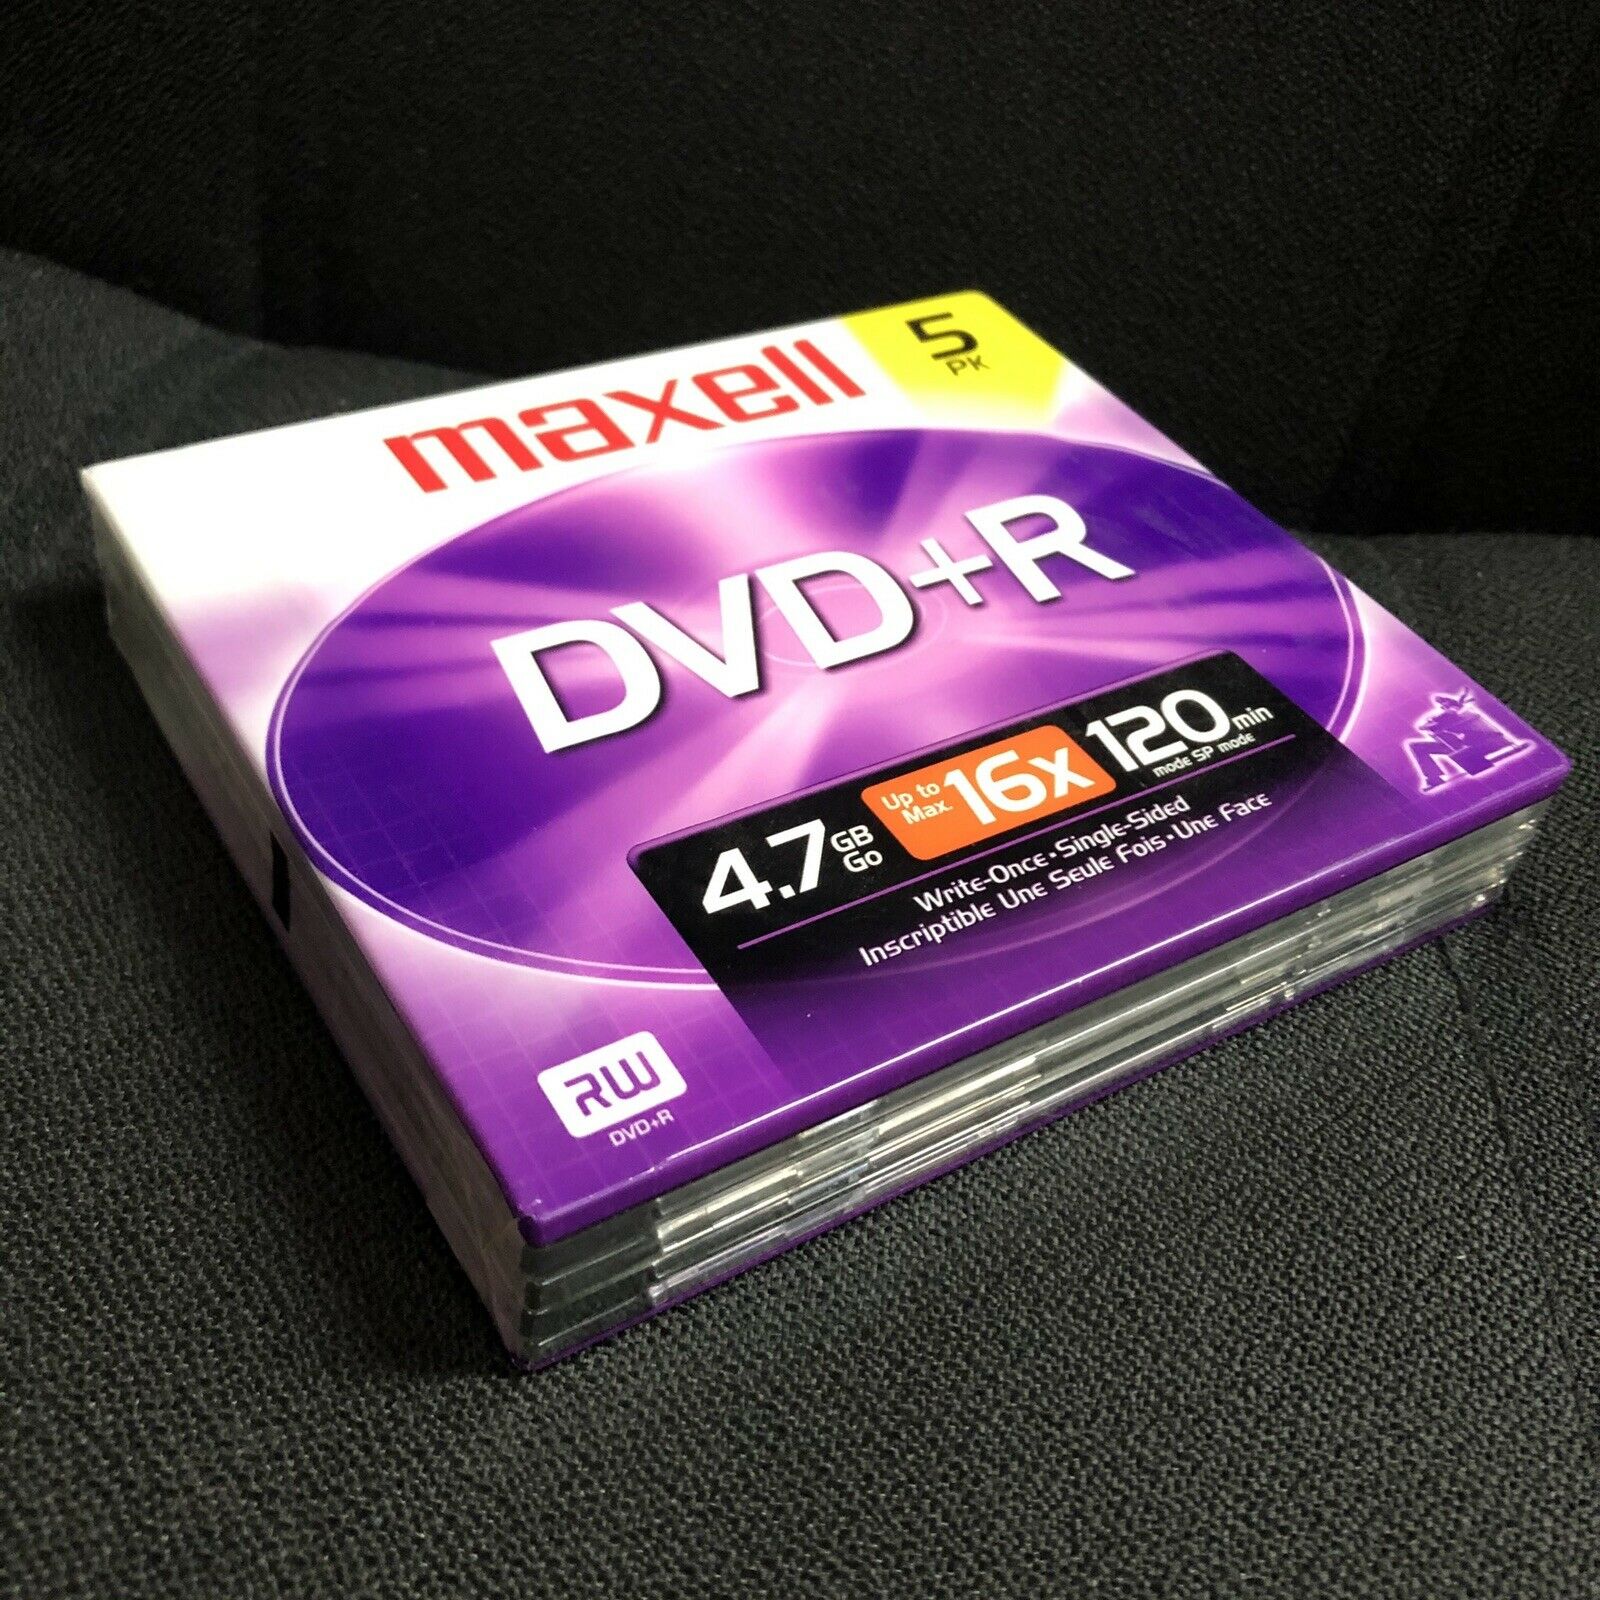 maxell
5
PK
DVD+R
4.7 GB
Go
Up to
Max.
16x
120 min
mode SP mode
Write-Once • Single-Sided
Inscriptible Une Seule Fois • Une Face
RW
DVD+R